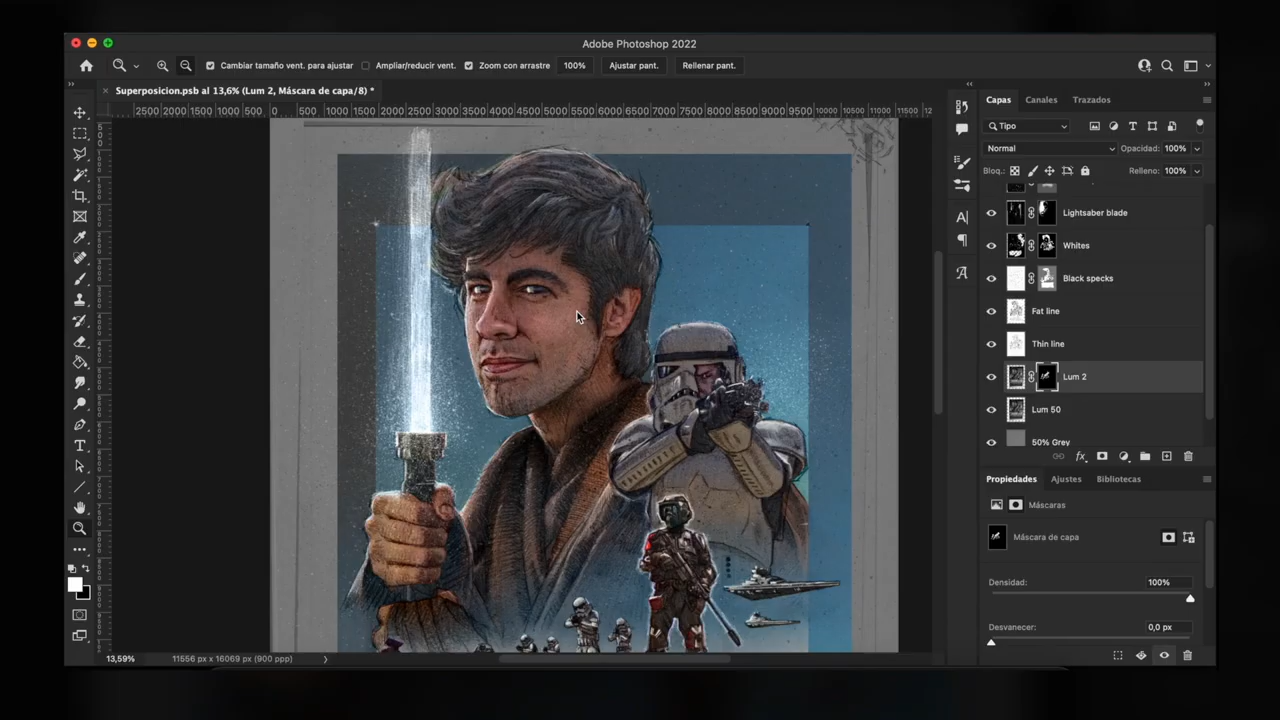 Adobe Photoshop 2022
Cambiar tamaño vent. para ajustar Ampliar/reducir vent. Zoom con arrastre 100% Ajustar pant. Rellenar pant.
Superposicion.psb al 13,6% (Lum 2, Máscara de capa/8) *
2500 2000 1500 1000 500 0 500 1000 1500 2000 2500 3000 3500 4000 4500 5000 5500 6000 6500 7000 7500 8000 8500 9000 9500 10000 10500 11000 11500 12
Capas Canales Trazados
Tipo
Normal Opacidad: 100%
Bloq.: Relleno: 100%
Lightsaber blade
Whites
Black specks
Fat line
Thin line
Lum 2
Lum 50
50% Grey
Propiedades Ajustes Bibliotecas
Máscaras
Máscara de capa
Densidad: 100%
Desvanecer: 0,0 px
13,59% 11556 px x 16069 px (900 ppp)